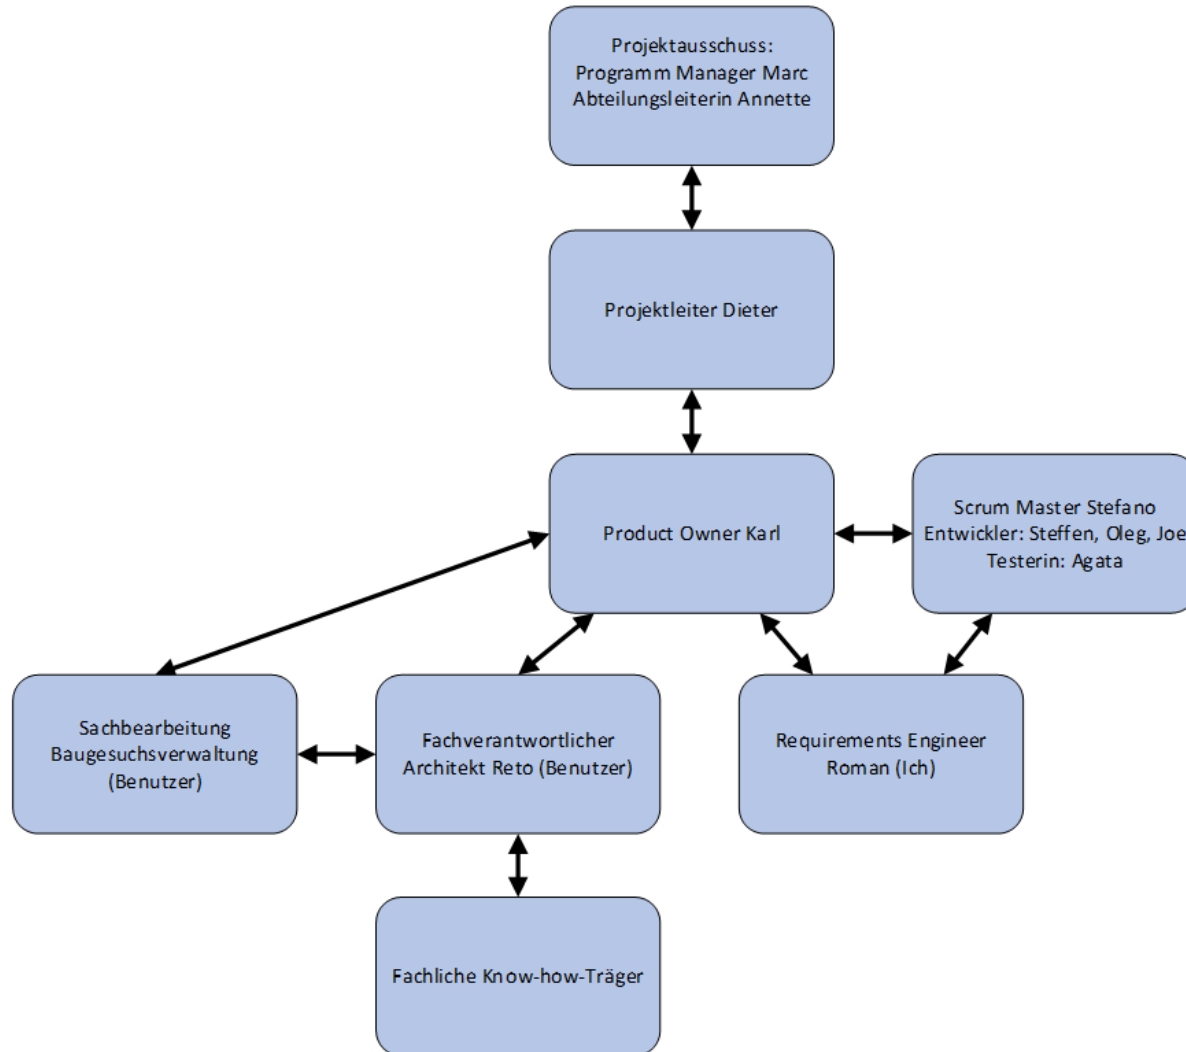 Projektausschuss:
Programm Manager Marc
Abteilungsleiterin Annette
Projektleiter Dieter
Product Owner Karl
Scrum Master Stefano
Entwickler: Steffen, Oleg, Joe
Testerin: Agata
Sachbearbeitung
Baugesuchsverwaltung
(Benutzer)
Fachverantwortlicher
Architekt Reto (Benutzer)
Requirements Engineer
Roman (Ich)
Fachliche Know-how-Träger